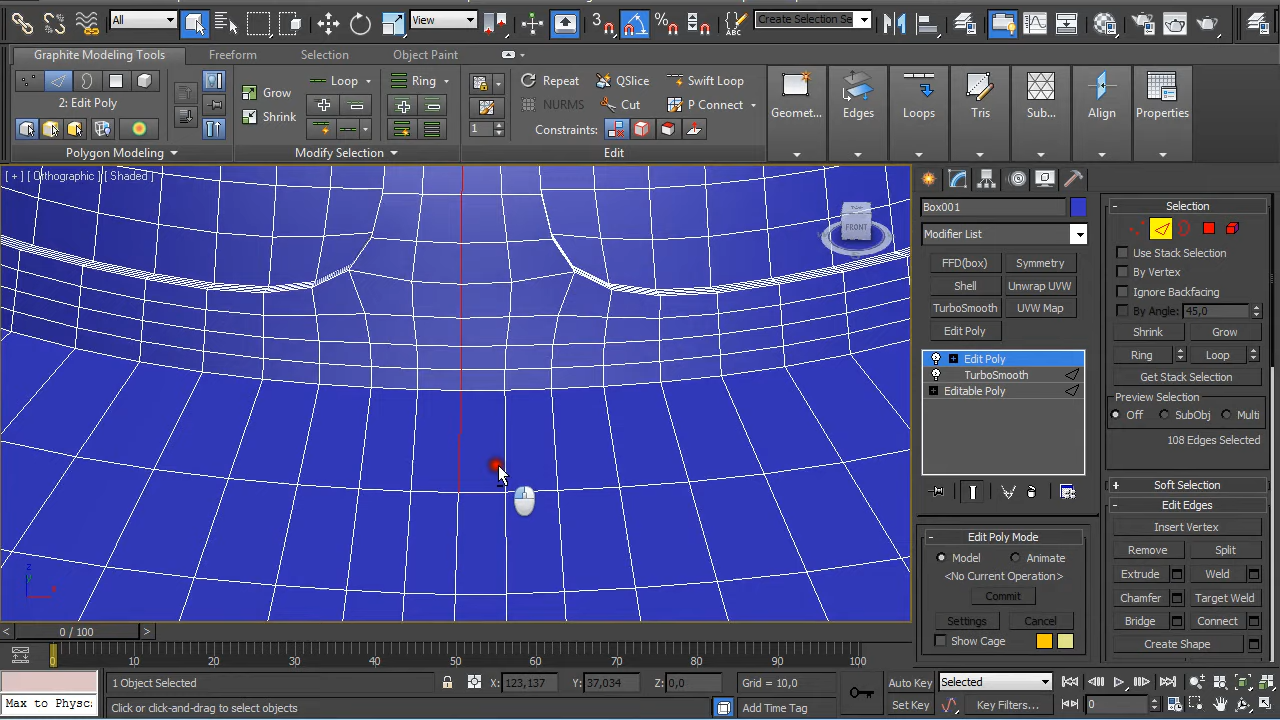 All
View
3
Create Selection Se
ABC
Graphite Modeling Tools
Freeform
Selection
Object Paint
2: Edit Poly
Polygon Modeling
Grow
Shrink
Loop
Ring
Modify Selection
1
Repeat
QSlice
Swift Loop
NURMS
Cut
P Connect
Constraints:
Edit
Geomet...
Edges
Loops
Tris
Sub...
Align
Properties
[ + ] [ Orthographic ] [ Shaded ]
FRONT
Box001
Modifier List
FFD(box)
Symmetry
Shell
Unwrap UVW
TurboSmooth
UVW Map
Edit Poly
Edit Poly
TurboSmooth
Editable Poly
Edit Poly Mode
Model
Animate
<No Current Operation>
Commit
Settings
Cancel
Show Cage
Selection
Use Stack Selection
By Vertex
Ignore Backfacing
By Angle:
45,0
Shrink
Grow
Ring
Loop
Get Stack Selection
Preview Selection
Off
SubObj
Multi
108 Edges Selected
Soft Selection
Edit Edges
Insert Vertex
Remove
Split
Extrude
Weld
Chamfer
Target Weld
Bridge
Connect
Create Shape
z
0 / 100
0
10
20
30
40
50
60
70
80
90
100
Max to Physc
1 Object Selected
X: 123,137
Y: 37,034
Z: 0,0
Grid = 10,0
Click or click-and-drag to select objects
Add Time Tag
Auto Key
Selected
Set Key
Key Filters...
0